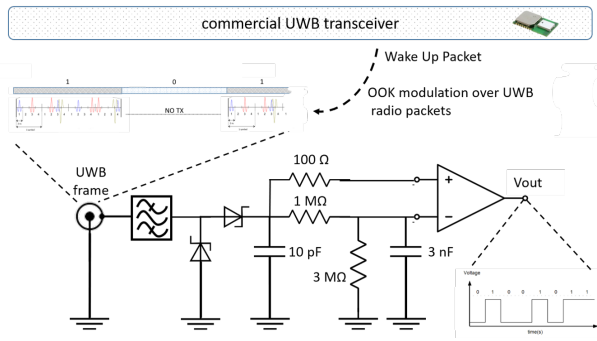 commercial UWB transceiver
Wake Up Packet
OOK modulation over UWB
radio packets
1 0 1
NO TX
UWB
frame
100 Ω
1 MΩ
10 pF
3 MΩ
3 nF
+
−
Vout
Voltage
0 1 0 0 1 0 1 1
time(s)